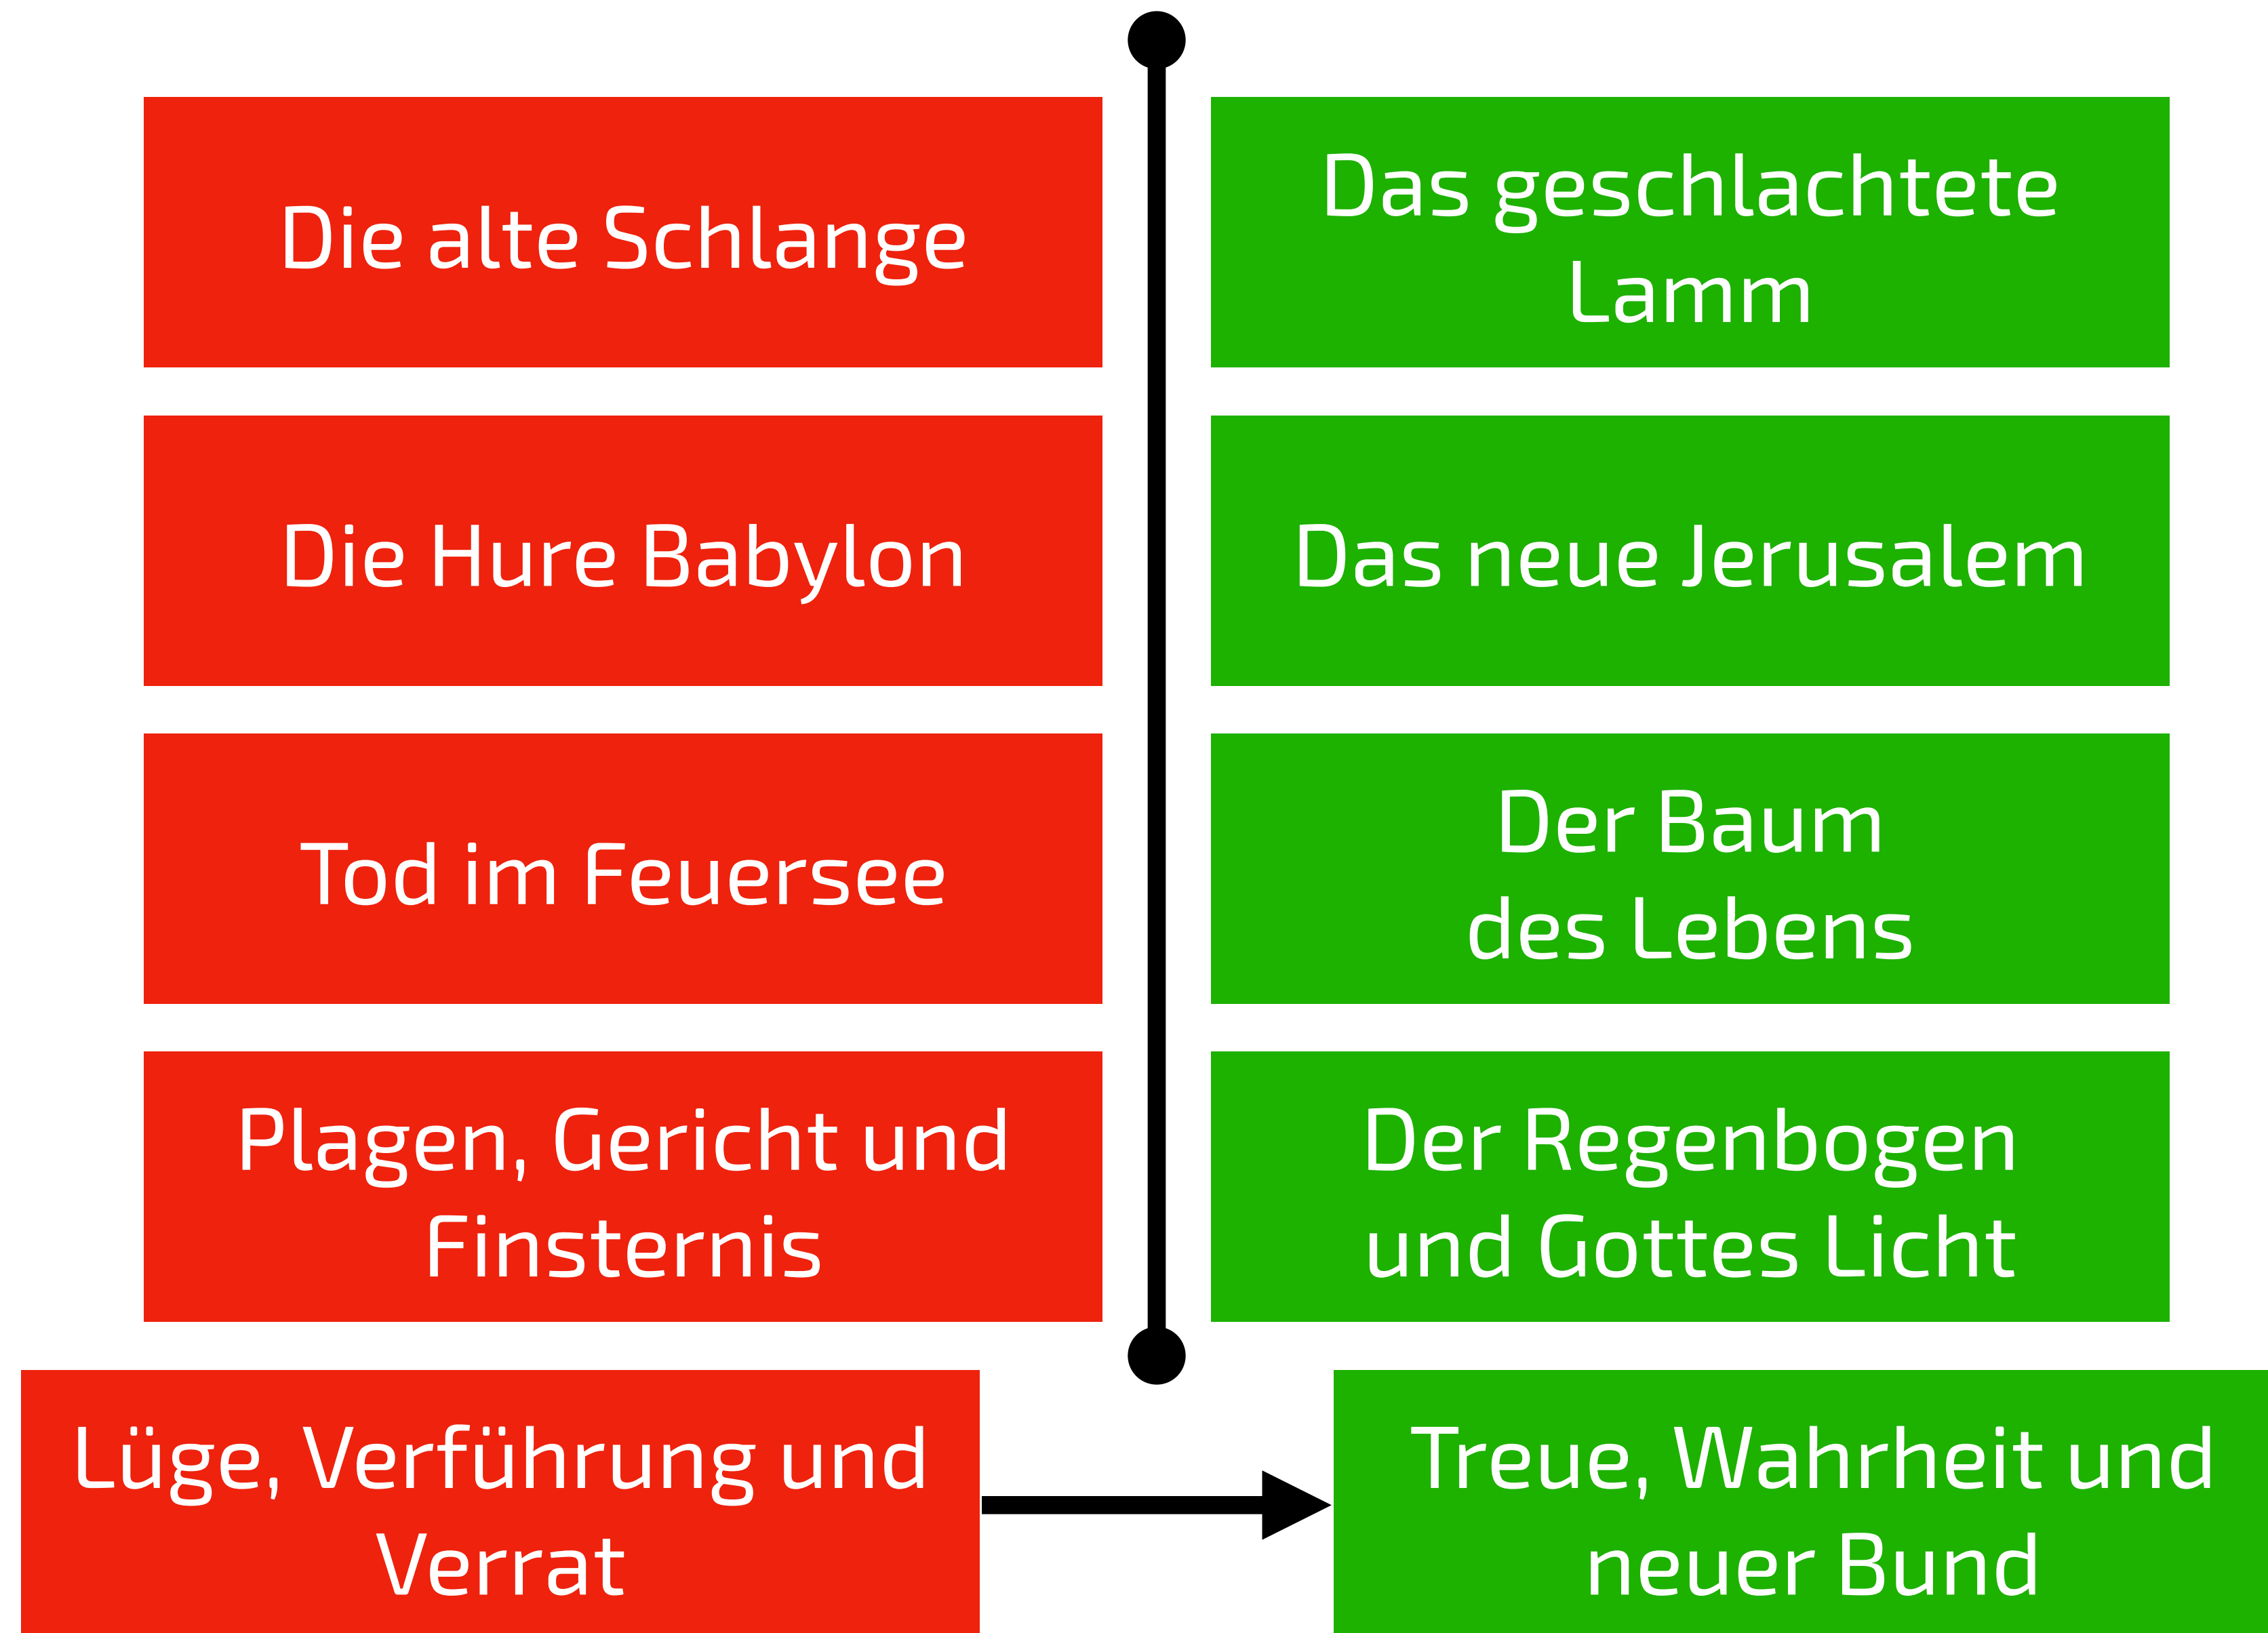 Die alte Schlange
Das geschlachtete
Lamm
Die Hure Babylon
Das neue Jerusalem
Tod im Feuersee
Der Baum
des Lebens
Plagen, Gericht und
Finsternis
Der Regenbogen
und Gottes Licht
Lüge, Verführung und
Verrat
Treue, Wahrheit und
neuer Bund